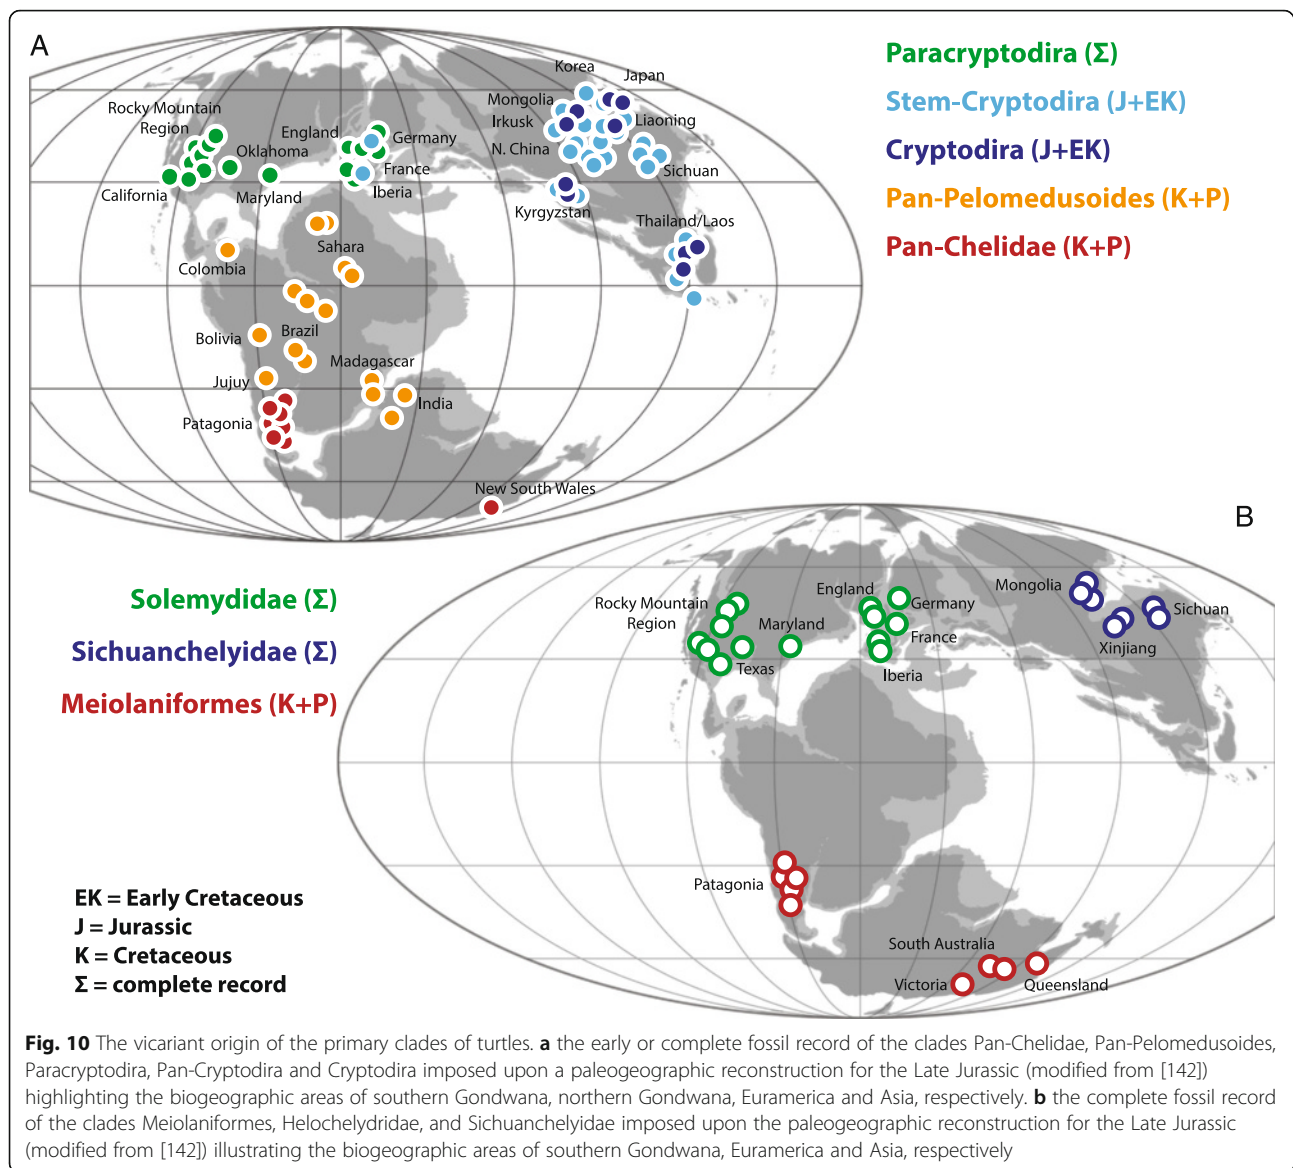 A
Paracryptodira (Σ)
Stem-Cryptodira (J+EK)
Cryptodira (J+EK)
Pan-Pelomedusoides (K+P)
Pan-Chelidae (K+P)
Korea
Japan
Mongolia
Irkusk
Liaoning
N. China
Sichuan
Kyrgyzstan
Thailand/Laos
Rocky Mountain
Region
Oklahoma
California
Maryland
England
Germany
France
Iberia
Sahara
Colombia
Bolivia
Brazil
Madagascar
Jujuy
India
Patagonia
New South Wales
B
Solemydidae (Σ)
Sichuanchelyidae (Σ)
Meiolaniformes (K+P)
Rocky Mountain
Region
Maryland
Texas
England
Germany
France
Iberia
Mongolia
Sichuan
Xinjiang
Patagonia
South Australia
Victoria
Queensland
EK = Early Cretaceous
J = Jurassic
K = Cretaceous
Σ = complete record
Fig. 10 The vicariant origin of the primary clades of turtles. a the early or complete fossil record of the clades Pan-Chelidae, Pan-Pelomedusoides,
Paracryptodira, Pan-Cryptodira and Cryptodira imposed upon a paleogeographic reconstruction for the Late Jurassic (modified from [142])
highlighting the biogeographic areas of southern Gondwana, northern Gondwana, Euramerica and Asia, respectively. b the complete fossil record
of the clades Meiolaniformes, Helochelydridae, and Sichuanchelyidae imposed upon the paleogeographic reconstruction for the Late Jurassic
(modified from [142]) illustrating the biogeographic areas of southern Gondwana, Euramerica and Asia, respectively